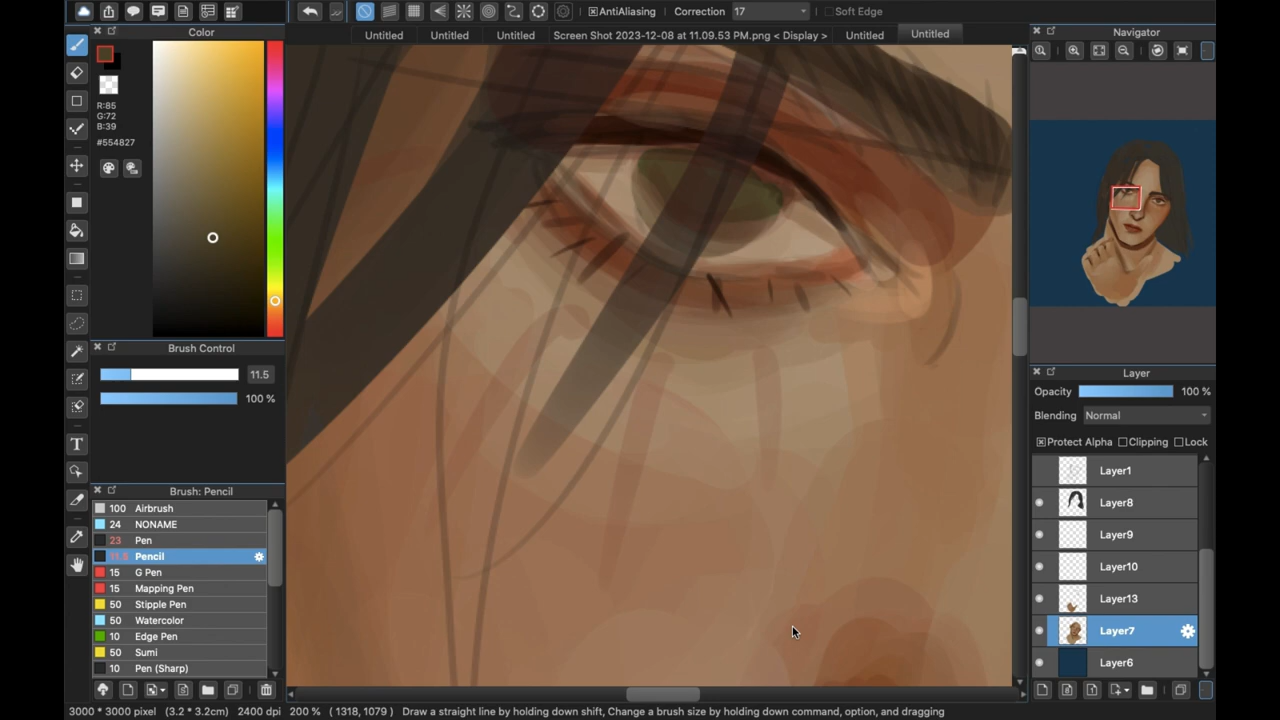 AntiAliasing Correction 17 Soft Edge
Untitled Untitled Untitled Screen Shot 2023-12-08 at 11.09.53 PM.png < Display > Untitled Untitled
Color
R:85
G:72
B:39
#554827
Brush Control
11.5
100 %
Brush: Pencil
100 Airbrush
24 NONAME
23 Pen
11.5 Pencil
15 G Pen
15 Mapping Pen
50 Stipple Pen
50 Watercolor
10 Edge Pen
50 Sumi
10 Pen (Sharp)
T
Navigator
Layer
Opacity 100 %
Blending Normal
Protect Alpha Clipping Lock
Layer1
Layer8
Layer9
Layer10
Layer13
Layer7
Layer6
3000 * 3000 pixel (3.2 * 3.2cm) 2400 dpi 200 % ( 1318, 1079 ) Draw a straight line by holding down shift, Change a brush size by holding down command, option, and dragging